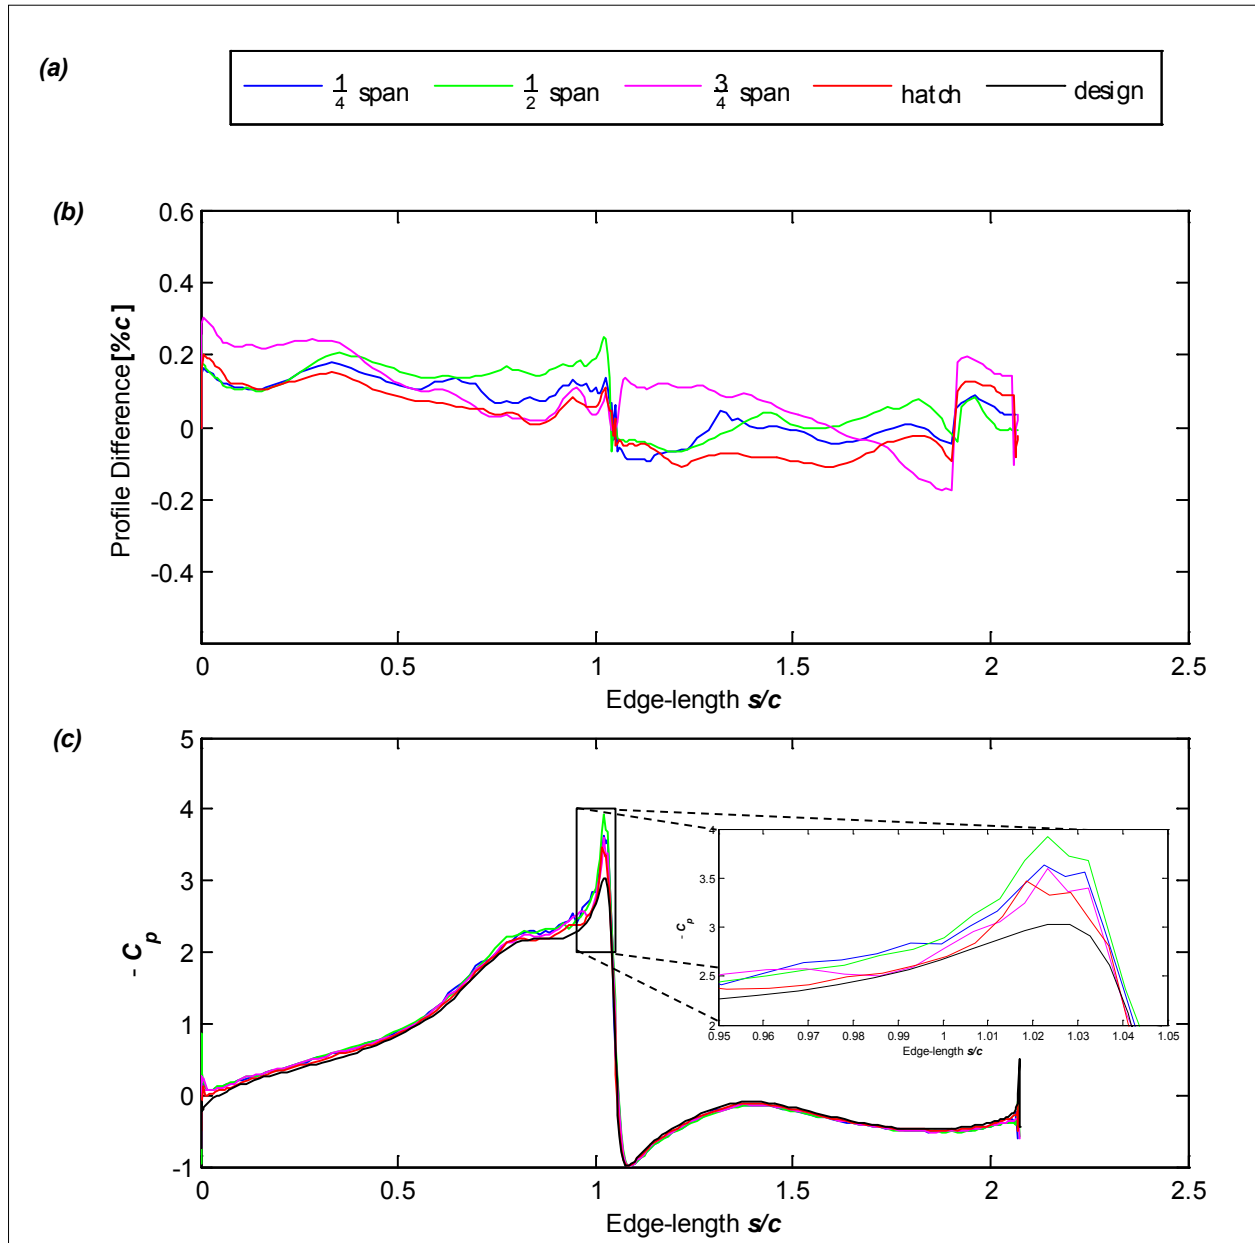 (a)
1/4 span 1/2 span 3/4 span hatch design
(b)
0.6
0.4
0.2
0
-0.2
-0.4
Profile Difference [%c]
0 0.5 1 1.5 2 2.5
Edge-length s/c
(c)
5
4
3
2
1
0
-1
- Cp
4
3.5
3
2.5
2
- Cp
0.95 0.96 0.97 0.98 0.99 1 1.01 1.02 1.03 1.04 1.05
Edge-length s/c
0 0.5 1 1.5 2 2.5
Edge-length s/c